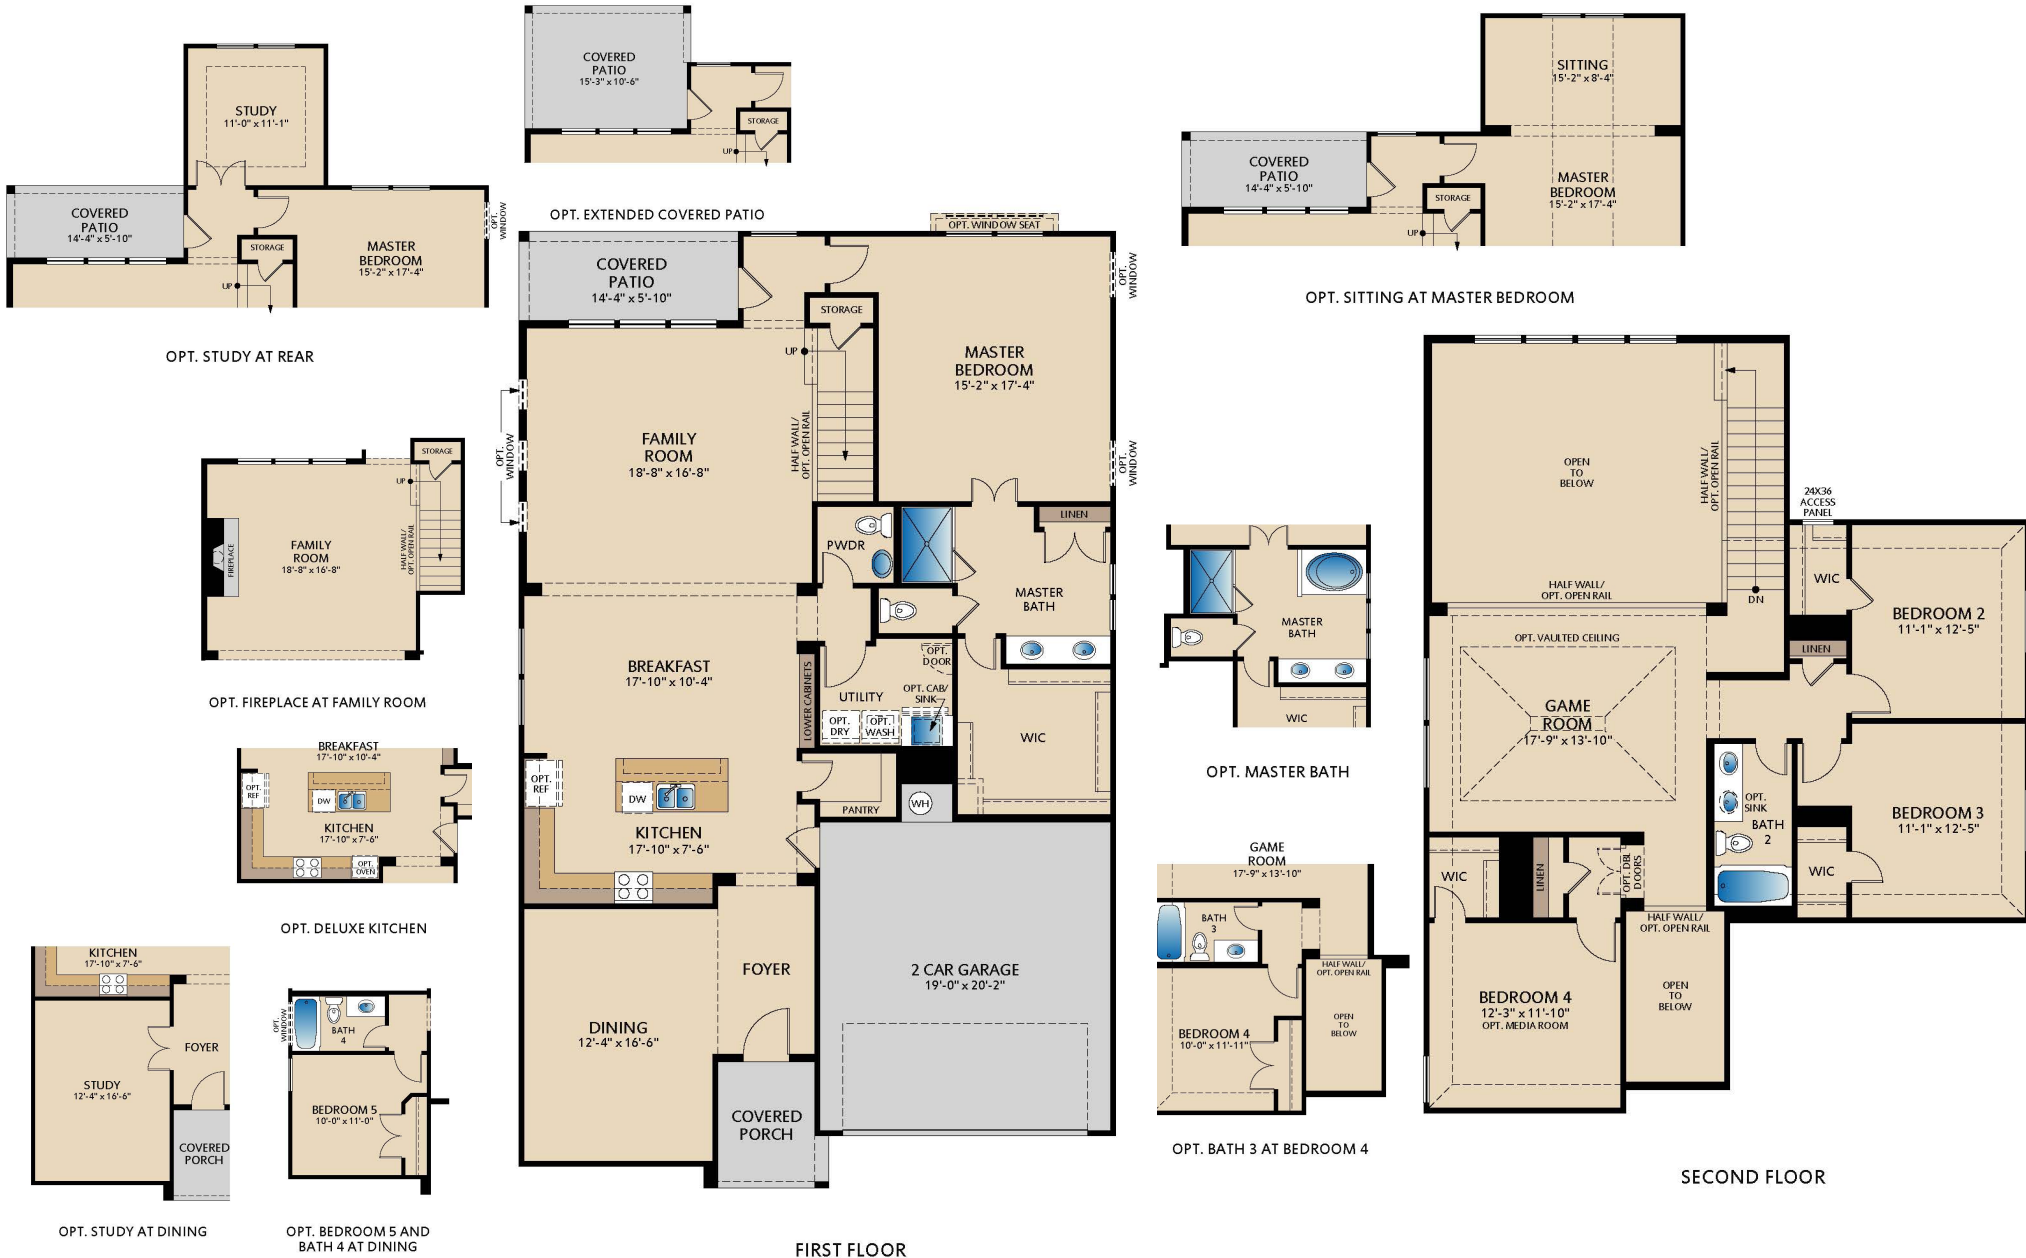 STUDY
11'-0" x 11'-1"
COVERED
PATIO
14'-4" x 5'-10"
STORAGE
UP
MASTER
BEDROOM
15'-2" x 17'-4"
OPT.
WINDOW
OPT. STUDY AT REAR
COVERED
PATIO
15'-3" x 10'-6"
STORAGE
UP
OPT. EXTENDED COVERED PATIO
SITTING
15'-2" x 8'-4"
COVERED
PATIO
14'-4" x 5'-10"
STORAGE
UP
MASTER
BEDROOM
15'-2" x 17'-4"
OPT. SITTING AT MASTER BEDROOM
STORAGE
UP
FIREPLACE
FAMILY
ROOM
18'-8" x 16'-8"
HALF WALL/
OPT. OPEN RAIL
OPT. FIREPLACE AT FAMILY ROOM
BREAKFAST
17'-10" x 10'-4"
OPT.
REF
DW
KITCHEN
17'-10" x 7'-6"
OPT.
OVEN
OPT. DELUXE KITCHEN
KITCHEN
17'-10" x 7'-6"
FOYER
STUDY
12'-4" x 16'-6"
COVERED
PORCH
OPT. STUDY AT DINING
OPT.
WINDOW
BATH
4
BEDROOM 5
10'-0" x 11'-0"
OPT. BEDROOM 5 AND
BATH 4 AT DINING
OPT. WINDOW SEAT
COVERED
PATIO
14'-4" x 5'-10"
STORAGE
UP
OPT.
WINDOW
MASTER
BEDROOM
15'-2" x 17'-4"
FAMILY
ROOM
18'-8" x 16'-8"
HALF WALL/
OPT. OPEN RAIL
OPT.
WINDOW
OPT.
WINDOW
PWDR
LINEN
MASTER
BATH
BREAKFAST
17'-10" x 10'-4"
LOWER CABINETS
OPT.
DOOR
UTILITY
OPT. CAB/
SINK
OPT.
DRY
OPT.
WASH
WIC
OPT.
REF
DW
PANTRY
WH
KITCHEN
17'-10" x 7'-6"
FOYER
2 CAR GARAGE
19'-0" x 20'-2"
DINING
12'-4" x 16'-6"
COVERED
PORCH
FIRST FLOOR
MASTER
BATH
WIC
OPT. MASTER BATH
GAME
ROOM
17'-9" x 13'-10"
BATH
3
HALF WALL/
OPT. OPEN RAIL
BEDROOM 4
10'-0" x 11'-11"
OPEN
TO
BELOW
OPT. BATH 3 AT BEDROOM 4
OPEN
TO
BELOW
HALF WALL/
OPT. OPEN RAIL
24X36
ACCESS
PANEL
WIC
HALF WALL/
OPT. OPEN RAIL
DN
BEDROOM 2
11'-1" x 12'-5"
OPT. VAULTED CEILING
LINEN
GAME
ROOM
17'-9" x 13'-10"
OPT.
SINK
BATH
2
BEDROOM 3
11'-1" x 12'-5"
WIC
LINEN
OPT. DBL
DOORS
WIC
HALF WALL/
OPT. OPEN RAIL
BEDROOM 4
12'-3" x 11'-10"
OPT. MEDIA ROOM
OPEN
TO
BELOW
SECOND FLOOR